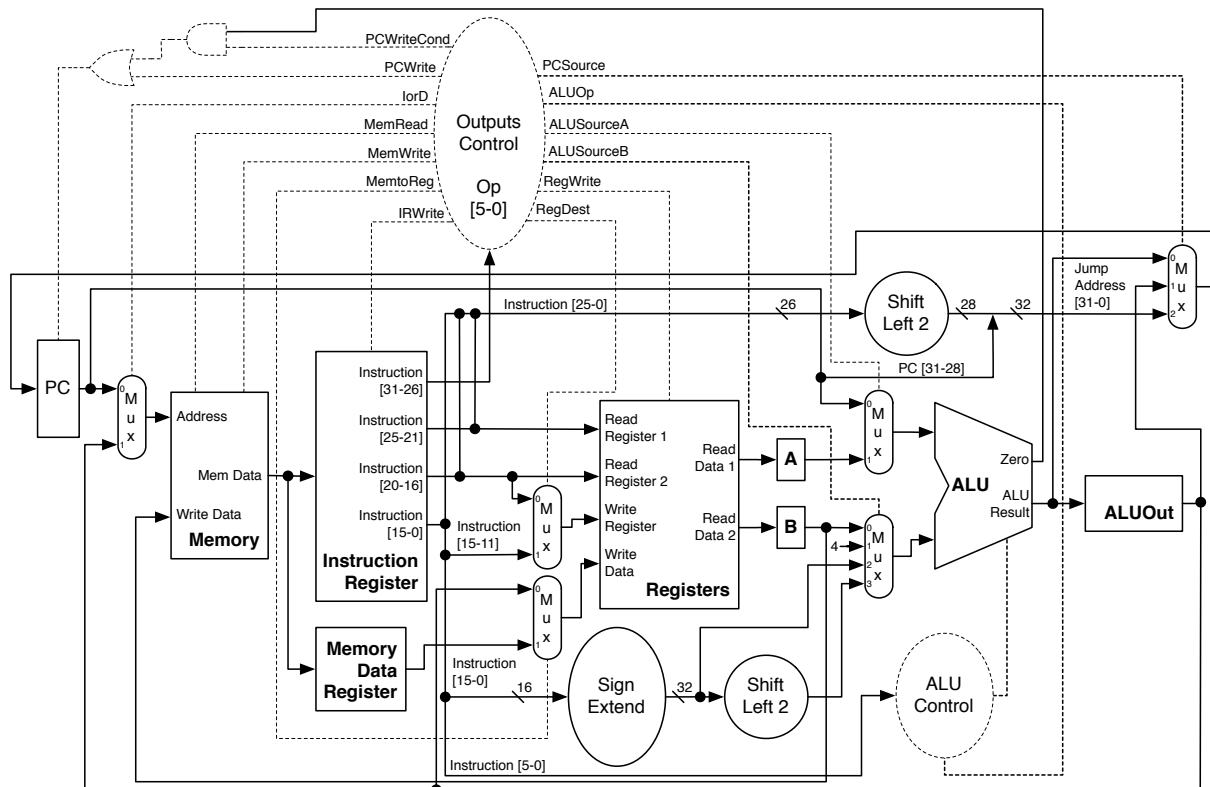 PCWriteCond
PCWrite
IorD
MemRead
MemWrite
MemtoReg
IRWrite
Outputs
Control
Op
[5-0]
PCSource
ALUOp
ALUSourceA
ALUSourceB
RegWrite
RegDest
PC
0
M
u
x
1
Address
Mem Data
Write Data
Memory
Instruction
[31-26]
Instruction
[25-21]
Instruction
[20-16]
Instruction
[15-0]
Instruction
Register
Memory
Data
Register
Instruction [25-0]
26
Shift
Left 2
28
32
Jump
Address
[31-0]
PC [31-28]
0
M
u
x
1
2
Instruction
[15-11]
0
M
u
x
1
0
M
u
x
1
Read
Register 1
Read
Register 2
Write
Register
Write
Data
Read
Data 1
Read
Data 2
Registers
A
B
0
M
u
x
1
4
0
M
1
u
2
x
3
Zero
ALU
ALU
Result
ALUOut
Instruction
[15-0]
16
Sign
Extend
32
Shift
Left 2
ALU
Control
Instruction [5-0]